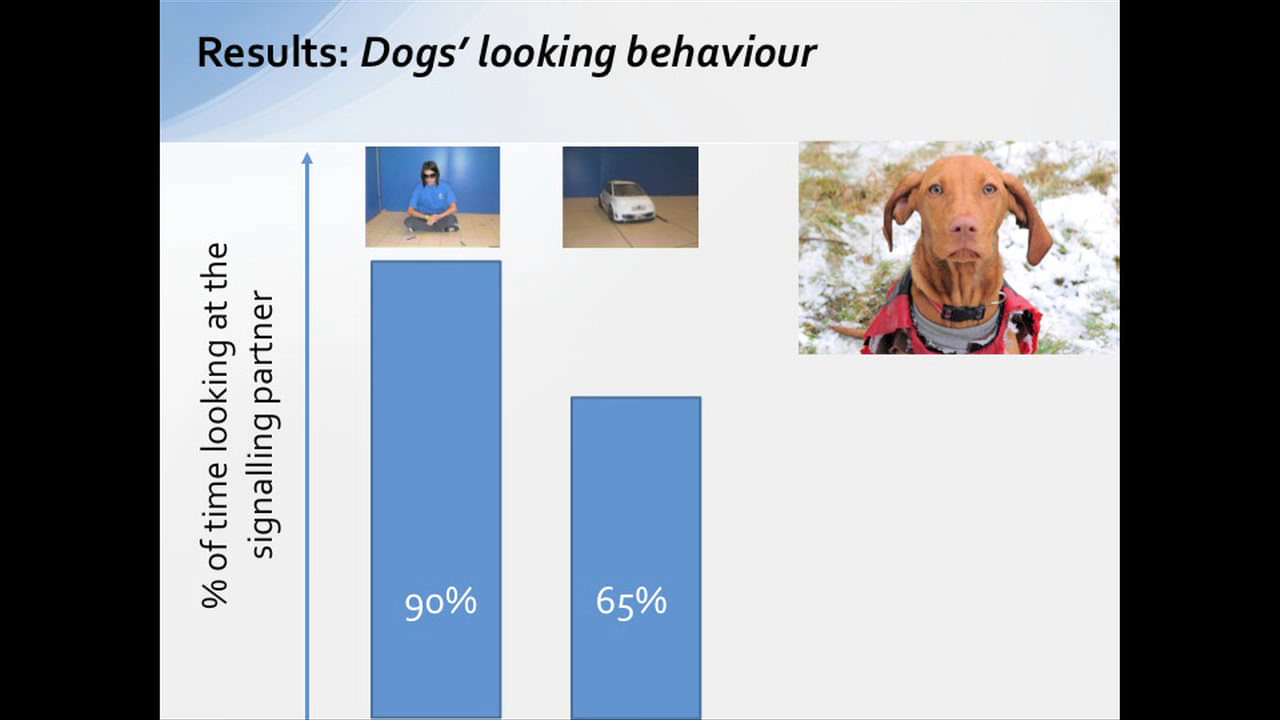 Results: Dogs’ looking behaviour
% of time looking at the
signalling partner
90%
65%